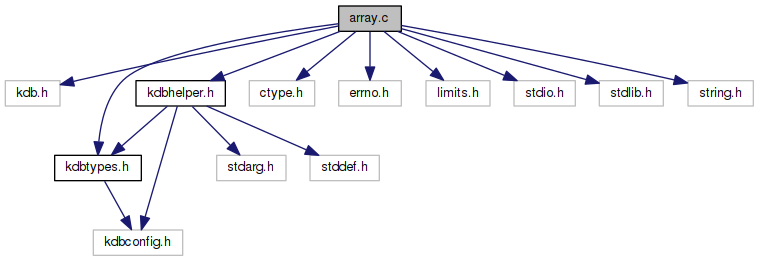 array.c
kdb.h
kdbhelper.h
ctype.h
errno.h
limits.h
stdio.h
stdlib.h
string.h
kdbtypes.h
stdarg.h
stddef.h
kdbconfig.h